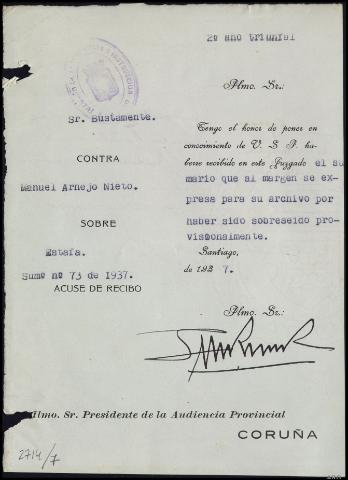 2º año triunfal
Sr. Bustamente.
CONTRA
Manuel Arnejo Nieto.
SOBRE
Estafa.
Sumº nº 73 de 1937.
ACUSE DE RECIBO
Ilmo. Sr.:
Tengo el honor de poner en
conocimiento de V. S. I. ha-
berse recibido en este Juzgado el su
mario que al margen se ex-
presa para su archivo por
haber sido sobreseido pro-
visionalmente.
Santiago,
de 1937.
Ilmo. Sr.:
Ilmo. Sr. Presidente de la Audiencia Provincial
CORUÑA
2714/7